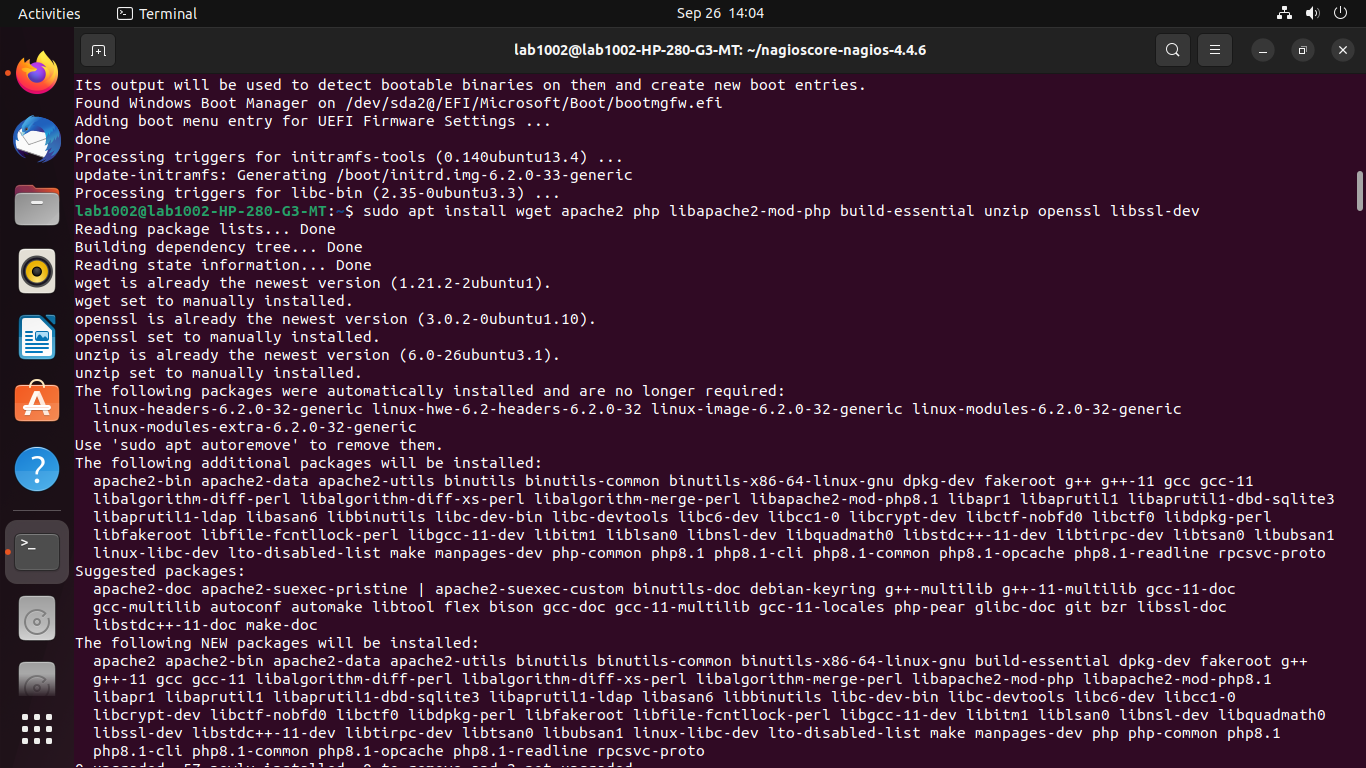 Activities
Terminal
Sep 26 14:04
lab1002@lab1002-HP-280-G3-MT: ~/nagioscore-nagios-4.4.6
Its output will be used to detect bootable binaries on them and create new boot entries.
Found Windows Boot Manager on /dev/sda2@/EFI/Microsoft/Boot/bootmgfw.efi
Adding boot menu entry for UEFI Firmware Settings ...
done
Processing triggers for initramfs-tools (0.140ubuntu13.4) ...
update-initramfs: Generating /boot/initrd.img-6.2.0-33-generic
Processing triggers for libc-bin (2.35-0ubuntu3.3) ...
lab1002@lab1002-HP-280-G3-MT:~$ sudo apt install wget apache2 php libapache2-mod-php build-essential unzip openssl libssl-dev
Reading package lists... Done
Building dependency tree... Done
Reading state information... Done
wget is already the newest version (1.21.2-2ubuntu1).
wget set to manually installed.
openssl is already the newest version (3.0.2-0ubuntu1.10).
openssl set to manually installed.
unzip is already the newest version (6.0-26ubuntu3.1).
unzip set to manually installed.
The following packages were automatically installed and are no longer required:
  linux-headers-6.2.0-32-generic linux-hwe-6.2-headers-6.2.0-32 linux-image-6.2.0-32-generic linux-modules-6.2.0-32-generic
  linux-modules-extra-6.2.0-32-generic
Use 'sudo apt autoremove' to remove them.
The following additional packages will be installed:
  apache2-bin apache2-data apache2-utils binutils binutils-common binutils-x86-64-linux-gnu dpkg-dev fakeroot g++ g++-11 gcc gcc-11
  libalgorithm-diff-perl libalgorithm-diff-xs-perl libalgorithm-merge-perl libapache2-mod-php8.1 libapr1 libaprutil1 libaprutil1-dbd-sqlite3
  libaprutil1-ldap libasan6 libbinutils libc-dev-bin libc-devtools libc6-dev libcc1-0 libcrypt-dev libctf-nobfd0 libctf0 libdpkg-perl
  libfakeroot libfile-fcntllock-perl libgcc-11-dev libitm1 liblsan0 libnsl-dev libquadmath0 libstdc++-11-dev libtirpc-dev libtsan0 libubsan1
  linux-libc-dev lto-disabled-list make manpages-dev php-common php8.1 php8.1-cli php8.1-common php8.1-opcache php8.1-readline rpcsvc-proto
Suggested packages:
  apache2-doc apache2-suexec-pristine | apache2-suexec-custom binutils-doc debian-keyring g++-multilib g++-11-multilib gcc-11-doc
  gcc-multilib autoconf automake libtool flex bison gcc-doc gcc-11-multilib gcc-11-locales php-pear glibc-doc git bzr libssl-doc
  libstdc++-11-doc make-doc
The following NEW packages will be installed:
  apache2 apache2-bin apache2-data apache2-utils binutils binutils-common binutils-x86-64-linux-gnu build-essential dpkg-dev fakeroot g++
  g++-11 gcc gcc-11 libalgorithm-diff-perl libalgorithm-diff-xs-perl libalgorithm-merge-perl libapache2-mod-php libapache2-mod-php8.1
  libapr1 libaprutil1 libaprutil1-dbd-sqlite3 libaprutil1-ldap libasan6 libbinutils libc-dev-bin libc-devtools libc6-dev libcc1-0
  libcrypt-dev libctf-nobfd0 libctf0 libdpkg-perl libfakeroot libfile-fcntllock-perl libgcc-11-dev libitm1 liblsan0 libnsl-dev libquadmath0
  libssl-dev libstdc++-11-dev libtirpc-dev libtsan0 libubsan1 linux-libc-dev lto-disabled-list make manpages-dev php php-common php8.1
  php8.1-cli php8.1-common php8.1-opcache php8.1-readline rpcsvc-proto